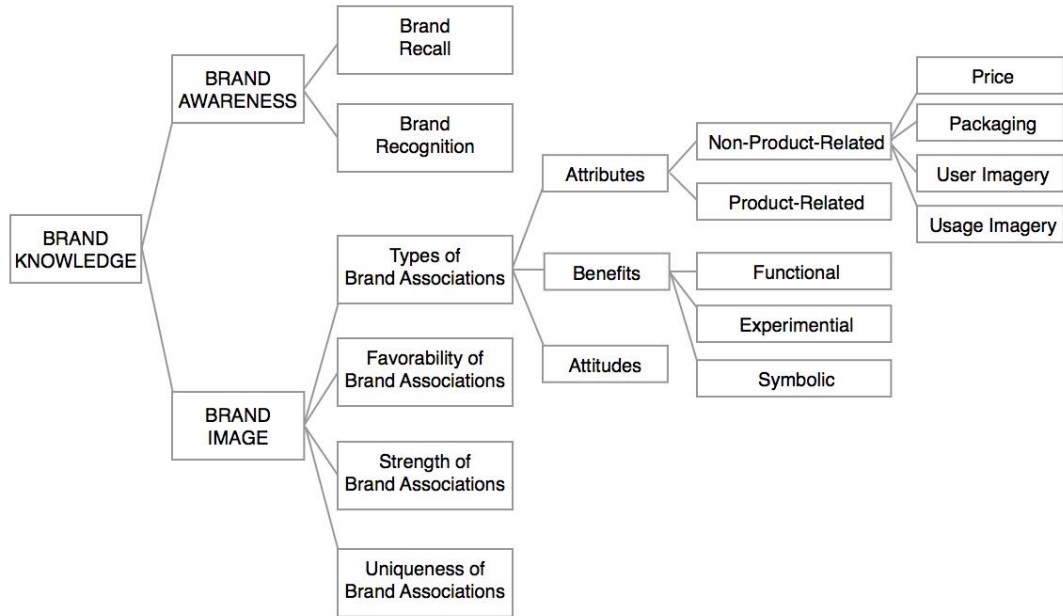 BRAND
KNOWLEDGE
BRAND
AWARENESS
Brand
Recall
Brand
Recognition
BRAND
IMAGE
Types of
Brand Associations
Favorability of
Brand Associations
Strength of
Brand Associations
Uniqueness of
Brand Associations
Attributes
Benefits
Attitudes
Non-Product-Related
Product-Related
Functional
Experimental
Symbolic
Price
Packaging
User Imagery
Usage Imagery